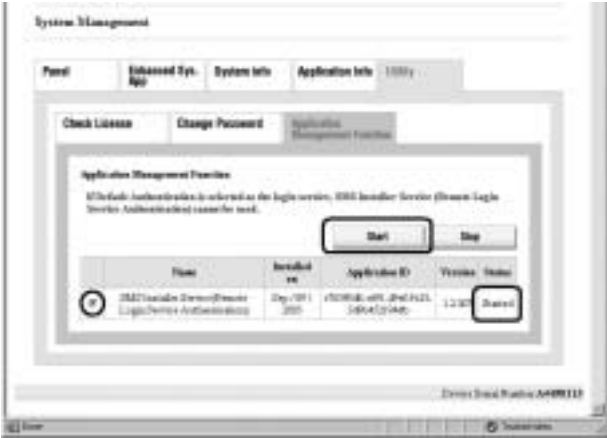 System Management
Panel
Enhanced Sys. App
System Info
Application Info
Utility
Check License
Change Password
Application Management Function
Application Management Function
If Default Authentication is selected as the login service, SMS Installer Service (Remote Login
Service Authentication) cannot be used.
Start
Stop
Name
Installed on
Application ID
Version
Status
SMS Installer Service (Remote
Login Service Authentication)
2005
Started
Device Serial Number